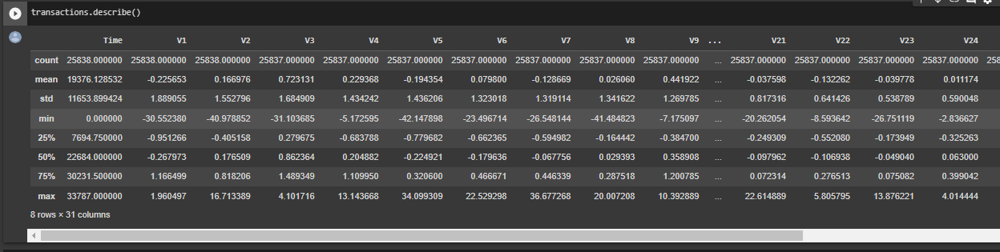 transactions.describe()
Time V1 V2 V3 V4 V5 V6 V7 V8 V9 ... V21 V22 V23 V24
count 25838.000000 25838.000000 25838.000000 25837.000000 25837.000000 25837.000000 25837.000000 25837.000000 25837.000000 25837.000000 ... 25837.000000 25837.000000 25837.000000 25837.000000 258
mean 19376.128532 -0.225653 0.166976 0.723131 0.229368 -0.194354 0.079800 -0.128669 0.026060 0.441922 ... -0.037598 -0.132262 -0.039778 0.011174
std 11653.899424 1.889055 1.552796 1.684909 1.434242 1.436206 1.323018 1.319114 1.341622 1.269785 ... 0.817316 0.641426 0.538789 0.590048
min 0.000000 -30.552380 -40.978852 -31.103685 -5.172595 -42.147898 -23.496714 -26.548144 -41.484823 -7.175097 ... -20.262054 -8.593642 -26.751119 -2.836627
25% 7694.750000 -0.951266 -0.405158 0.279675 -0.683788 -0.779682 -0.662365 -0.594982 -0.164442 -0.384700 ... -0.249309 -0.552080 -0.173949 -0.325263
50% 22684.000000 -0.267973 0.176509 0.862364 0.204882 -0.224921 -0.179636 -0.067756 0.029393 0.358908 ... -0.097962 -0.106938 -0.049040 0.063000
75% 30231.500000 1.166499 0.818206 1.489349 1.109950 0.320600 0.466671 0.446339 0.287518 1.200785 ... 0.072314 0.276513 0.075082 0.399042
max 33787.000000 1.960497 16.713389 4.101716 13.143668 34.099309 22.529298 36.677268 20.007208 10.392889 ... 22.614889 5.805795 13.876221 4.014444
8 rows × 31 columns